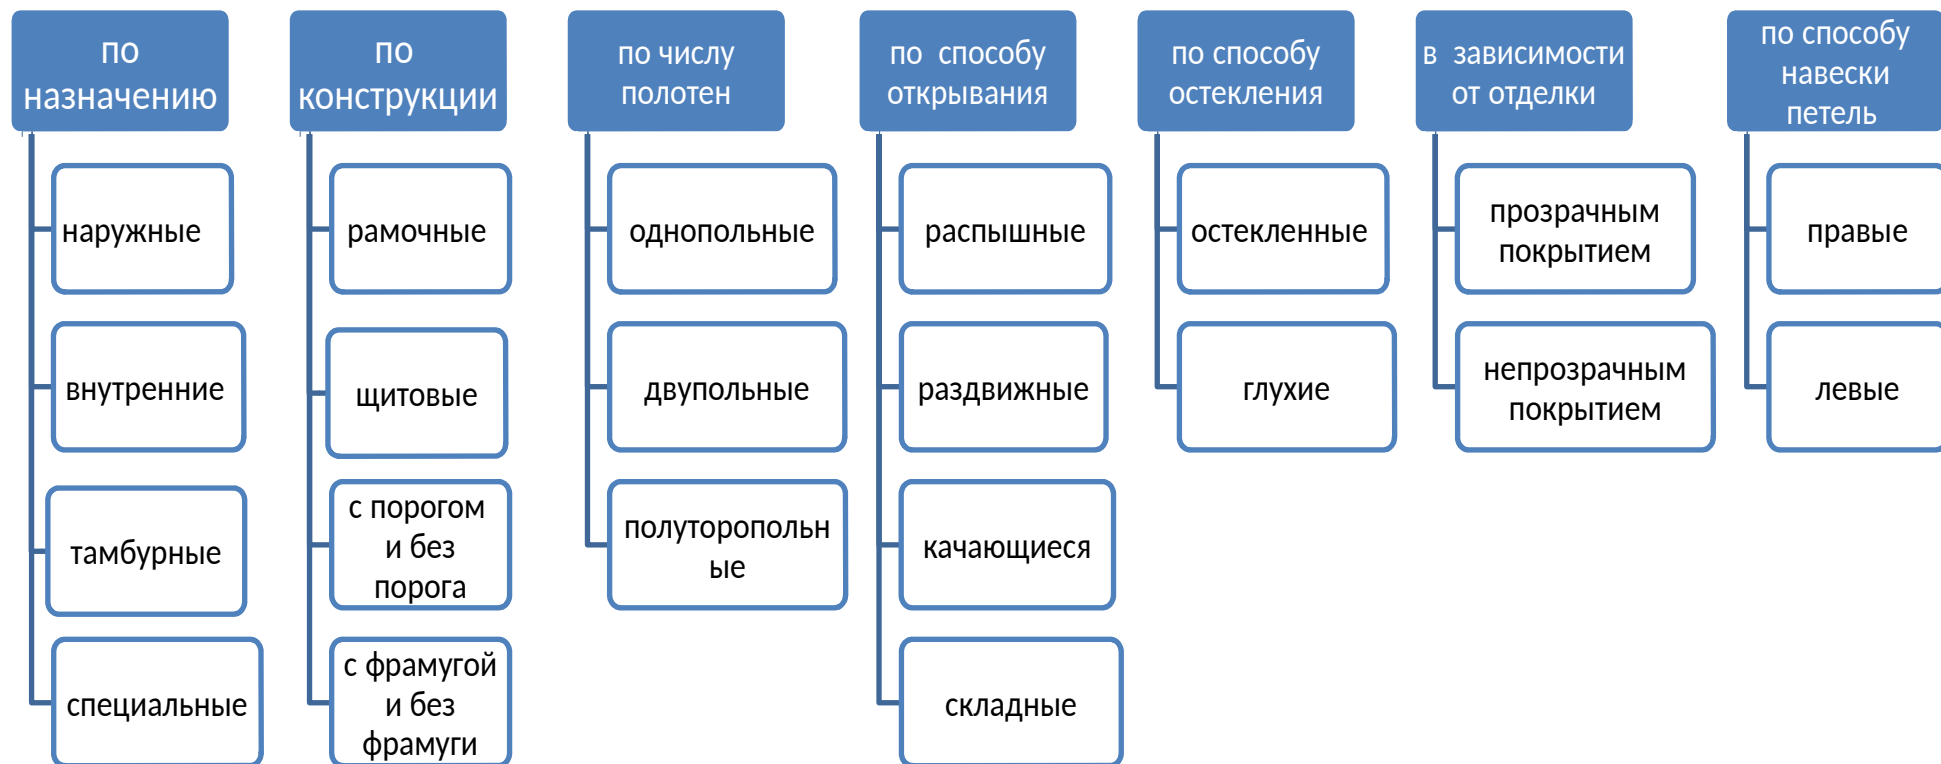 по
назначению
наружные
внутренние
тамбурные
специальные
по
конструкции
рамочные
щитовые
с порогом
и без
порога
с фрамугой
и без
фрамуги
по числу
полотен
однопольные
двупольные
полуторопольн
ые
по способу
открывания
распышные
раздвижные
качающиеся
складные
по способу
остекления
остекленные
глухие
в зависимости
от отделки
прозрачным
покрытием
непрозрачным
покрытием
по способу
навески
петель
правые
левые